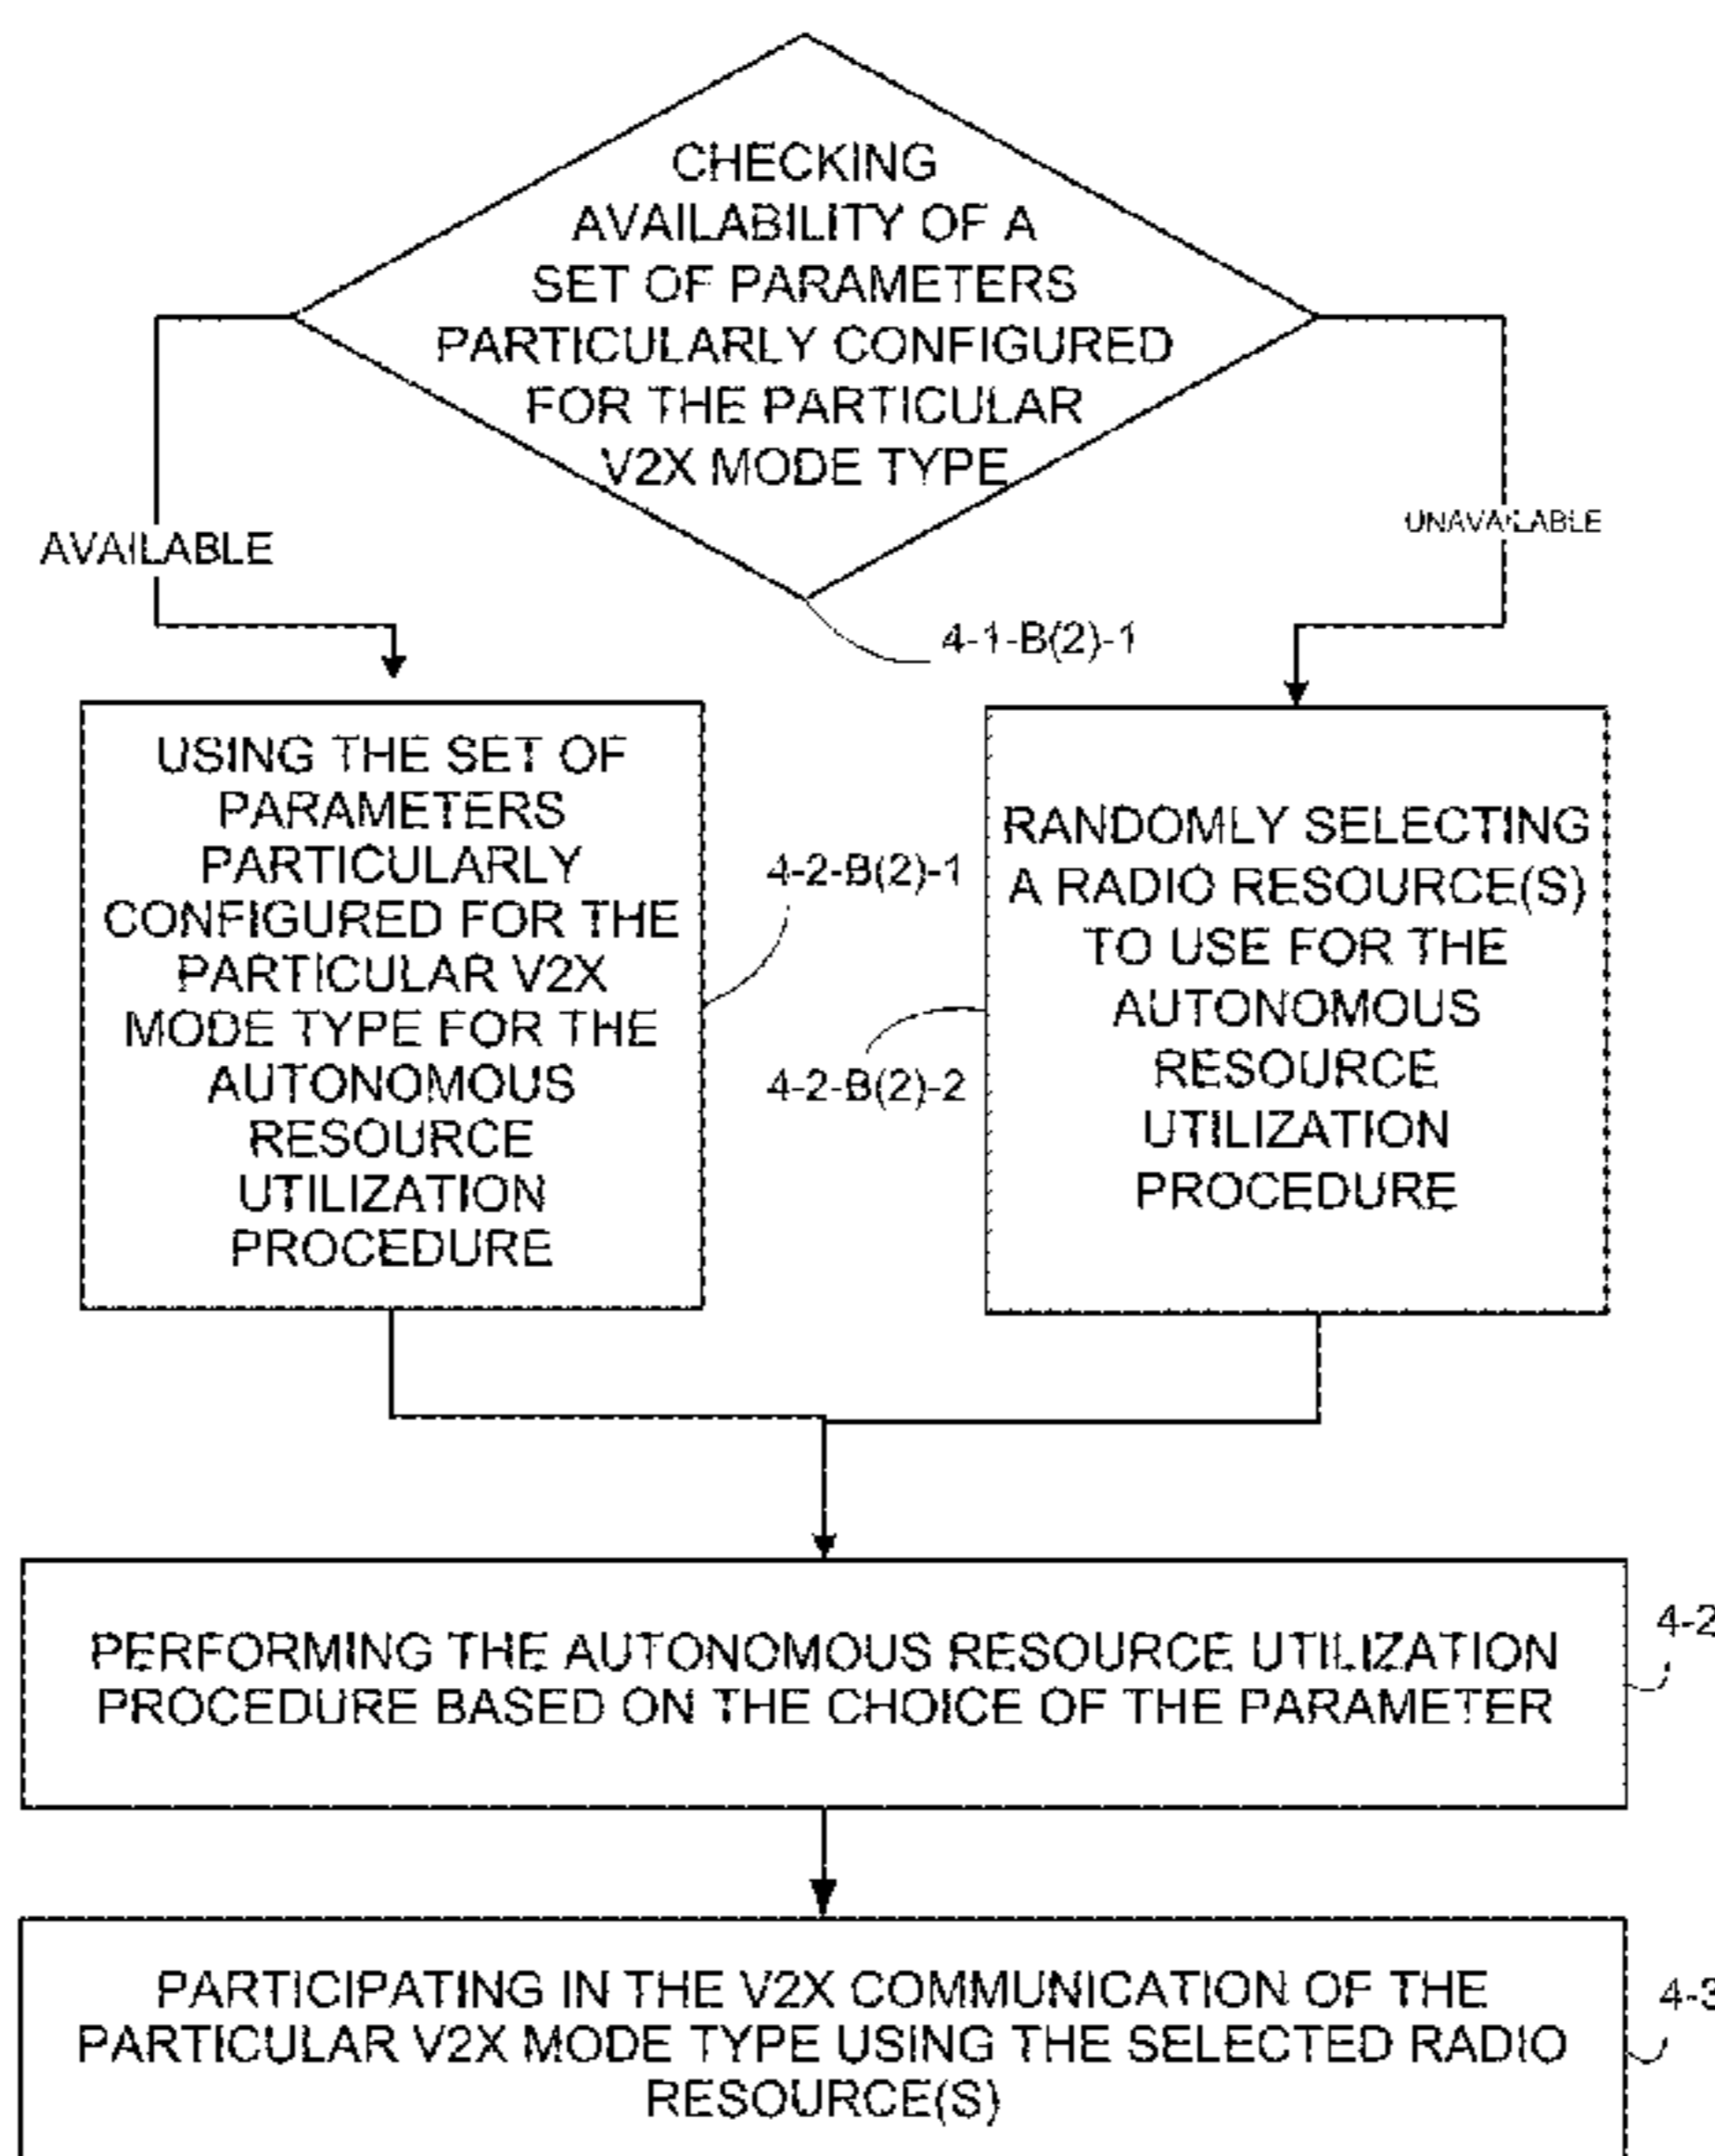 CHECKING
AVAILABILITY OF A
SET OF PARAMETERS
PARTICULARLY CONFIGURED
FOR THE PARTICULAR
V2X MODE TYPE
AVAILABLE
UNAVAILABLE
4-1-B(2)-1
USING THE SET OF
PARAMETERS
PARTICULARLY
CONFIGURED FOR THE
PARTICULAR V2X
MODE TYPE FOR THE
AUTONOMOUS
RESOURCE
UTILIZATION
PROCEDURE
4-2-B(2)-1
4-2-B(2)-2
RANDOMLY SELECTING
A RADIO RESOURCE(S)
TO USE FOR THE
AUTONOMOUS
RESOURCE
UTILIZATION
PROCEDURE
PERFORMING THE AUTONOMOUS RESOURCE UTILIZATION
PROCEDURE BASED ON THE CHOICE OF THE PARAMETER
4-2
PARTICIPATING IN THE V2X COMMUNICATION OF THE
PARTICULAR V2X MODE TYPE USING THE SELECTED RADIO
RESOURCE(S)
4-3